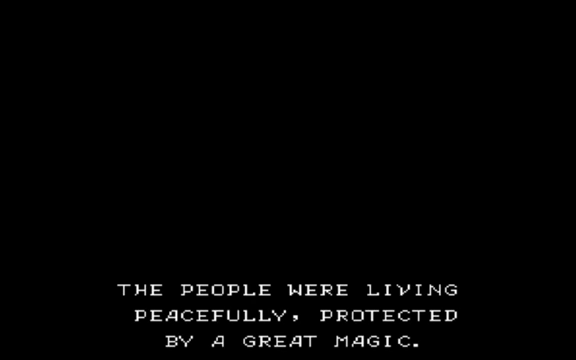 THE PEOPLE WERE LIVING
PEACEFULLY, PROTECTED
BY A GREAT MAGIC.